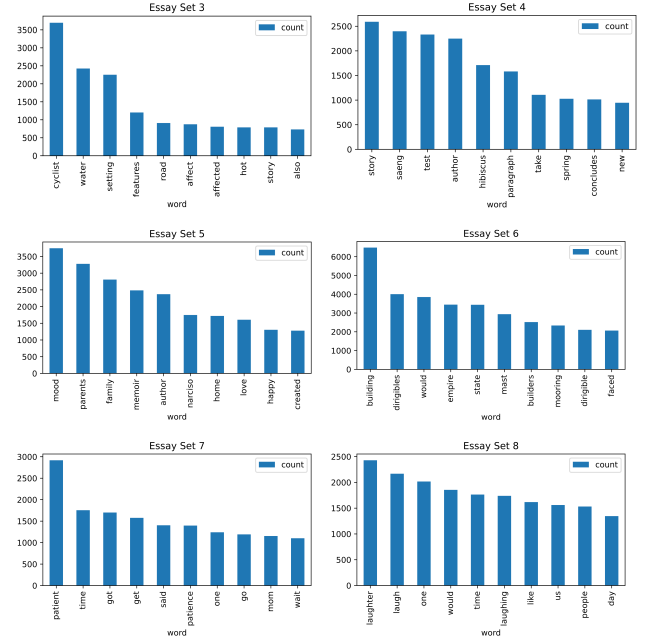 Essay Set 3
count
3500
3000
2500
2000
1500
1000
500
0
cyclist
water
setting
features
road
affect
affected
hot
story
also
word
Essay Set 4
count
2500
2000
1500
1000
500
0
story
saeng
test
author
hibiscus
paragraph
take
spring
concludes
new
word
Essay Set 5
count
3500
3000
2500
2000
1500
1000
500
0
mood
parents
family
memoir
author
narciso
home
love
happy
created
word
Essay Set 6
count
6000
5000
4000
3000
2000
1000
0
building
dirigibles
would
empire
state
mast
builders
mooring
dirigible
faced
word
Essay Set 7
count
3000
2500
2000
1500
1000
500
0
patient
time
got
get
said
patience
one
go
mom
wait
word
Essay Set 8
count
2500
2000
1500
1000
500
0
laughter
laugh
one
would
time
laughing
like
us
people
day
word